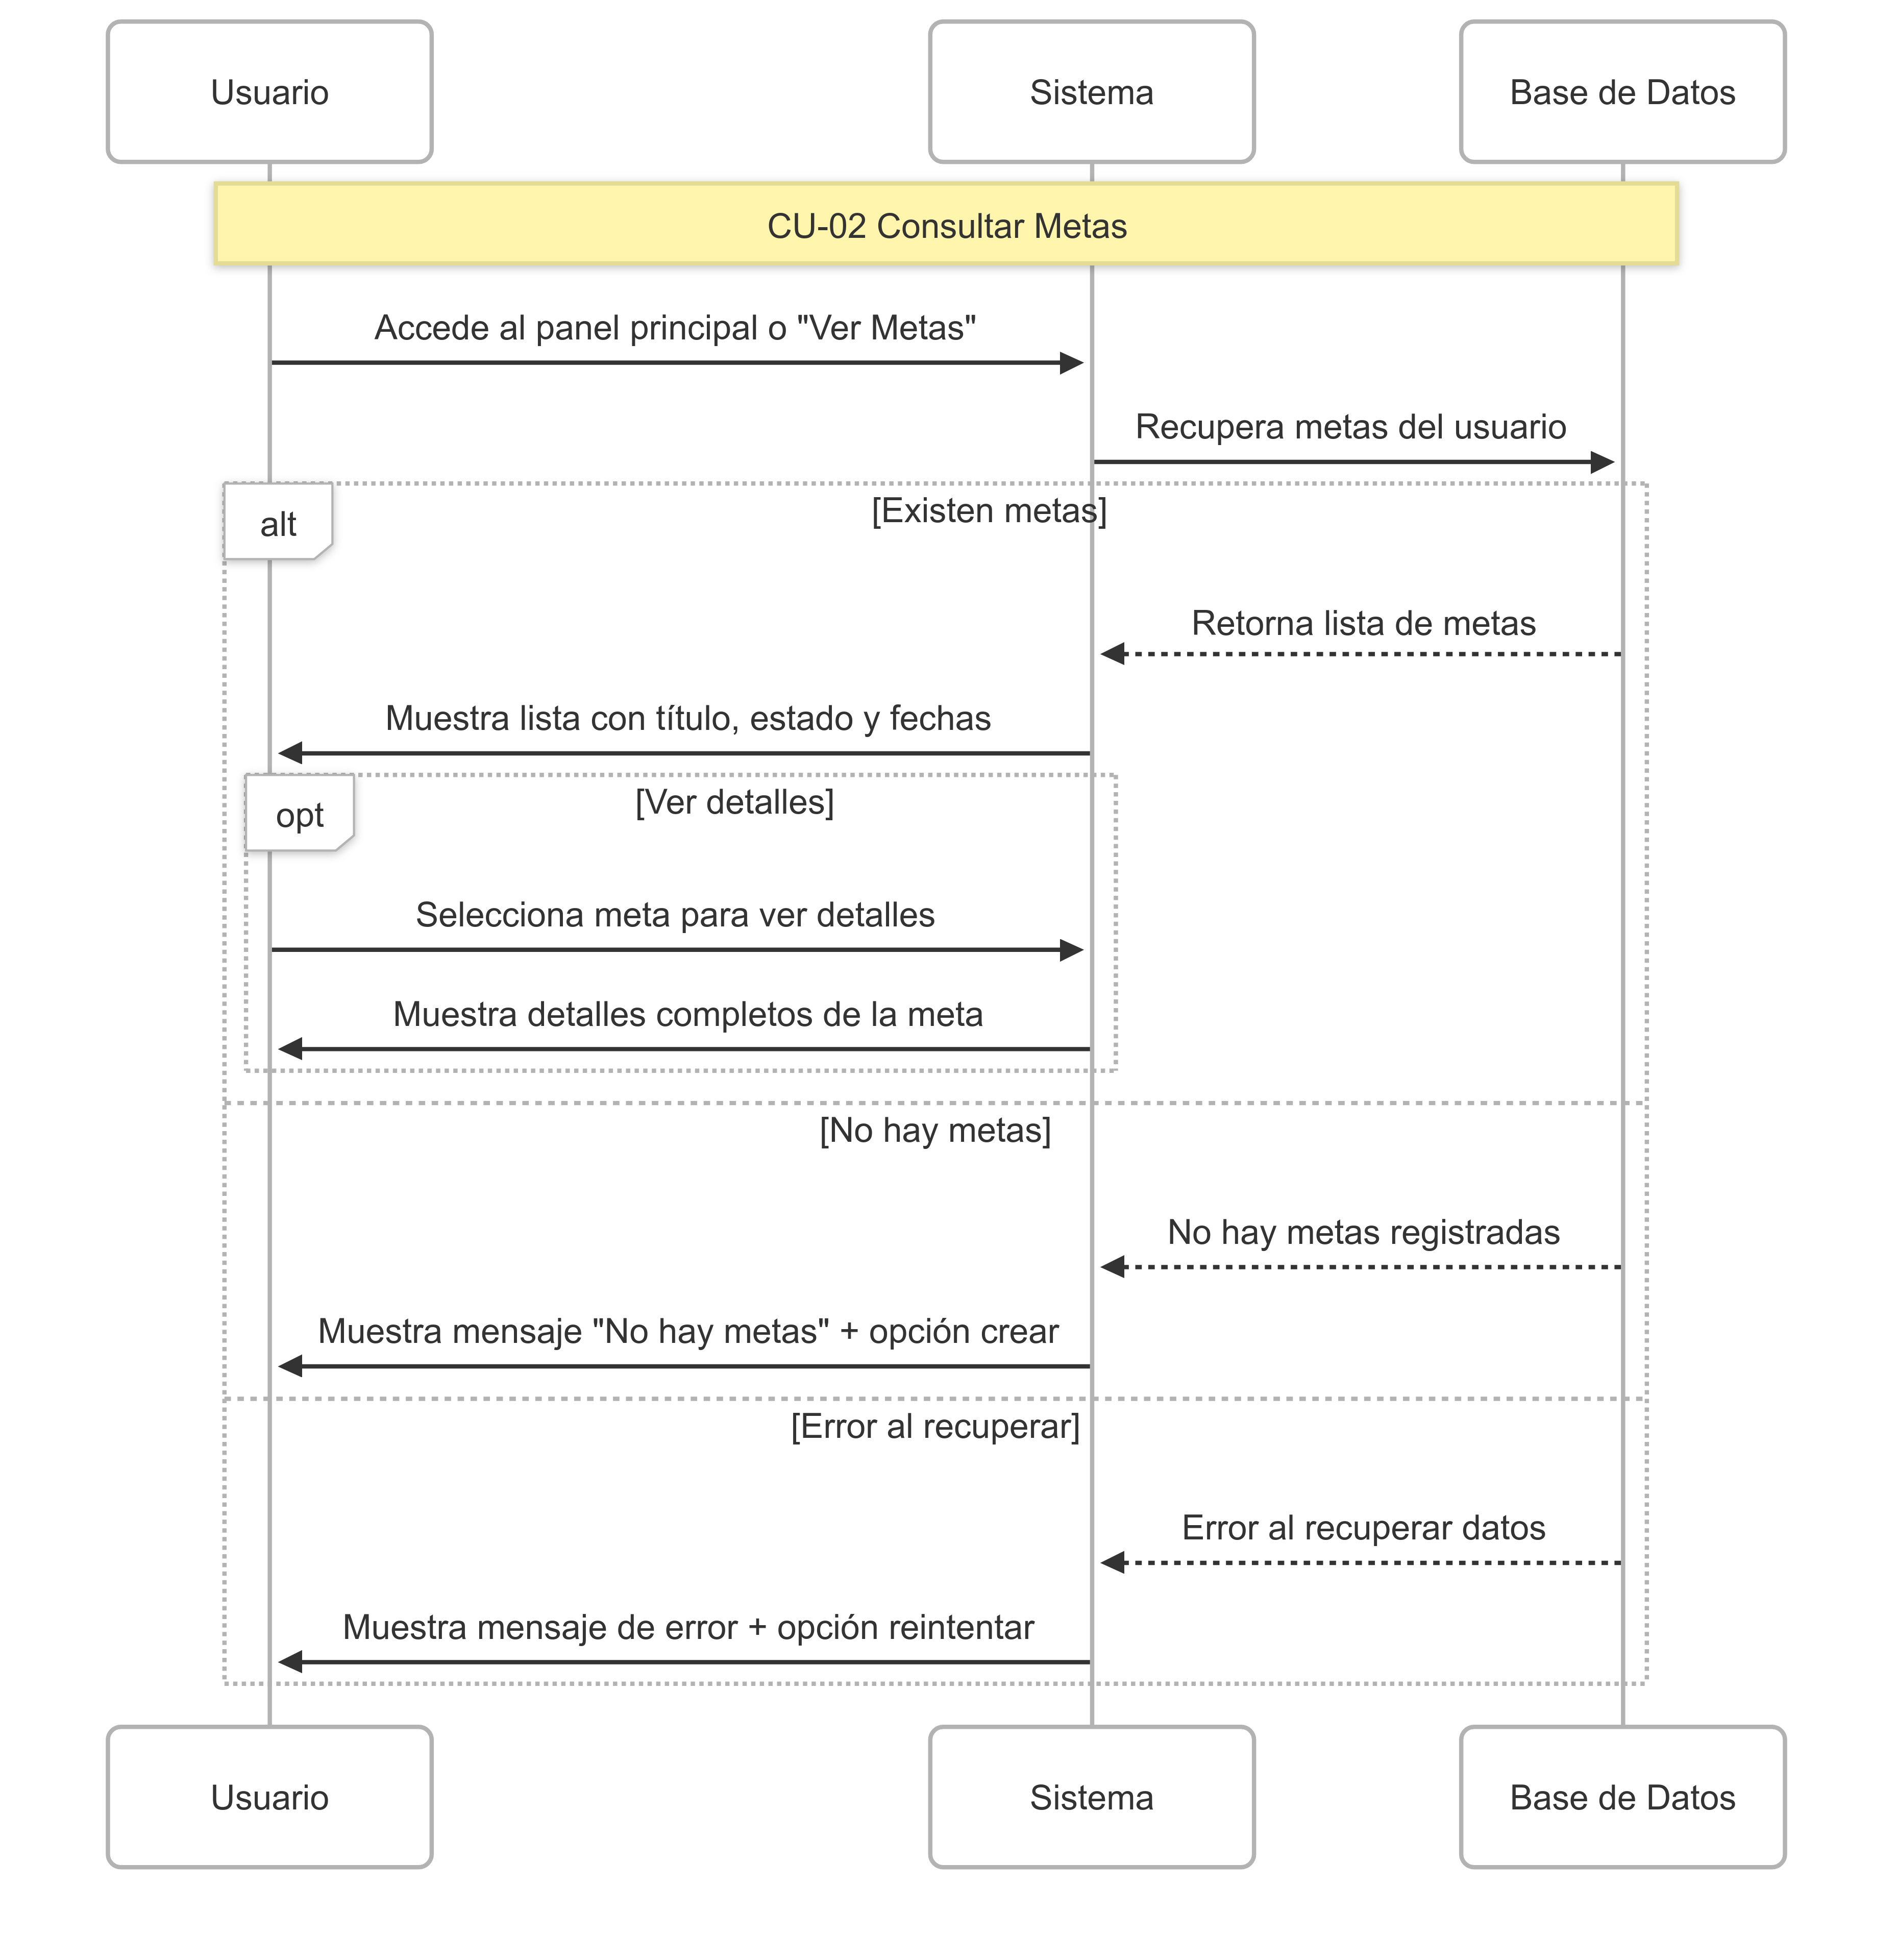 Usuario
Sistema
Base de Datos
CU-02 Consultar Metas
Accede al panel principal o "Ver Metas"
Recupera metas del usuario
alt
[Existen metas]
Retorna lista de metas
Muestra lista con título, estado y fechas
opt
[Ver detalles]
Selecciona meta para ver detalles
Muestra detalles completos de la meta
[No hay metas]
No hay metas registradas
Muestra mensaje "No hay metas" + opción crear
[Error al recuperar]
Error al recuperar datos
Muestra mensaje de error + opción reintentar
Usuario
Sistema
Base de Datos